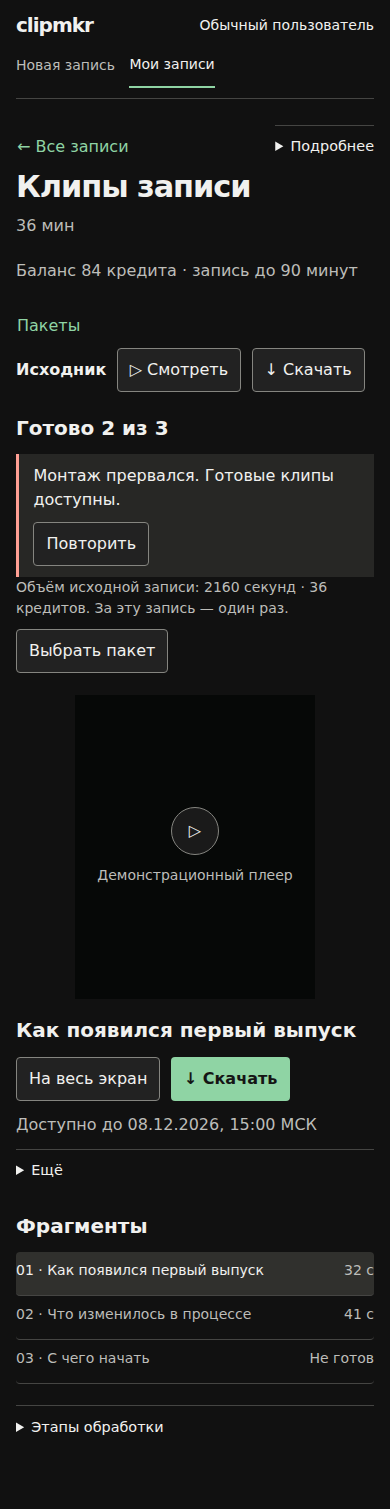 clipmkr
Обычный пользователь
Новая запись
Мои записи
← Все записи
▶ Подробнее
Клипы записи
36 мин
Баланс 84 кредита · запись до 90 минут
Пакеты
Исходник
▷ Смотреть
↓ Скачать
Готово 2 из 3
Монтаж прервался. Готовые клипы
доступны.
Повторить
Объём исходной записи: 2160 секунд · 36
кредитов. За эту запись — один раз.
Выбрать пакет
▷
Демонстрационный плеер
Как появился первый выпуск
На весь экран
↓ Скачать
Доступно до 08.12.2026, 15:00 МСК
▶ Ещё
Фрагменты
01 · Как появился первый выпуск 32 с
02 · Что изменилось в процессе 41 с
03 · С чего начать Не готов
▶ Этапы обработки